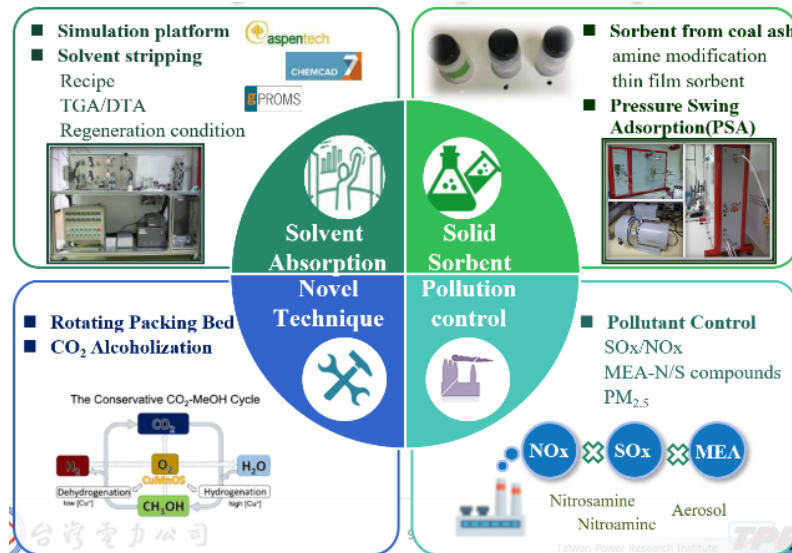 Simulation platform
aspentech
Solvent stripping
CHEMCAD 7
Recipe
TGA/DTA
gPROMS
Regeneration condition
Sorbent from coal ash
amine modification
thin film sorbent
Pressure Swing
Adsorption(PSA)
Solvent
Absorption
Solid
Sorbent
Novel
Technique
Pollution
control
Rotating Packing Bed
CO₂ Alcoholization
The Conservative CO₂-MeOH Cycle
CO₂
H₂
O₂
H₂O
CuMnOS
Dehydrogenation
low [Cu⁺]
Hydrogenation
high [Cu⁺]
CH₃OH
Pollutant Control
SOx/NOx
MEA-N/S compounds
PM₂.₅
NOx
SOx
MEA
Nitrosamine
Nitroamine
Aerosol
台灣電力公司
9
Taiwan Power Research Institute